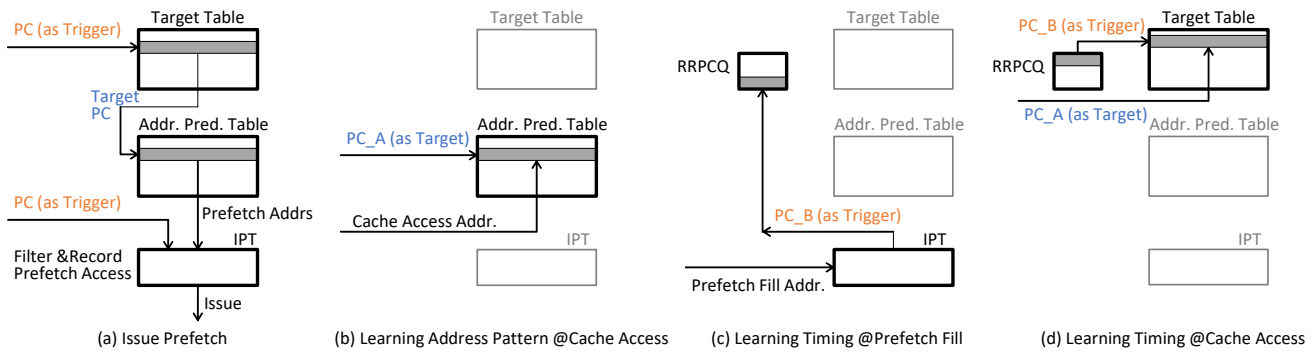 Target Table
PC (as Trigger)
Target
PC
Addr. Pred. Table
PC (as Trigger)
Prefetch Addrs
IPT
Filter &Record
Prefetch Access
Issue
(a) Issue Prefetch
Target Table
Addr. Pred. Table
PC_A (as Target)
Cache Access Addr.
IPT
(b) Learning Address Pattern @Cache Access
Target Table
RRPCQ
Addr. Pred. Table
PC_B (as Trigger)
IPT
Prefetch Fill Addr.
(c) Learning Timing @Prefetch Fill
Target Table
PC_B (as Trigger)
RRPCQ
PC_A (as Target)
Addr. Pred. Table
IPT
(d) Learning Timing @Cache Access